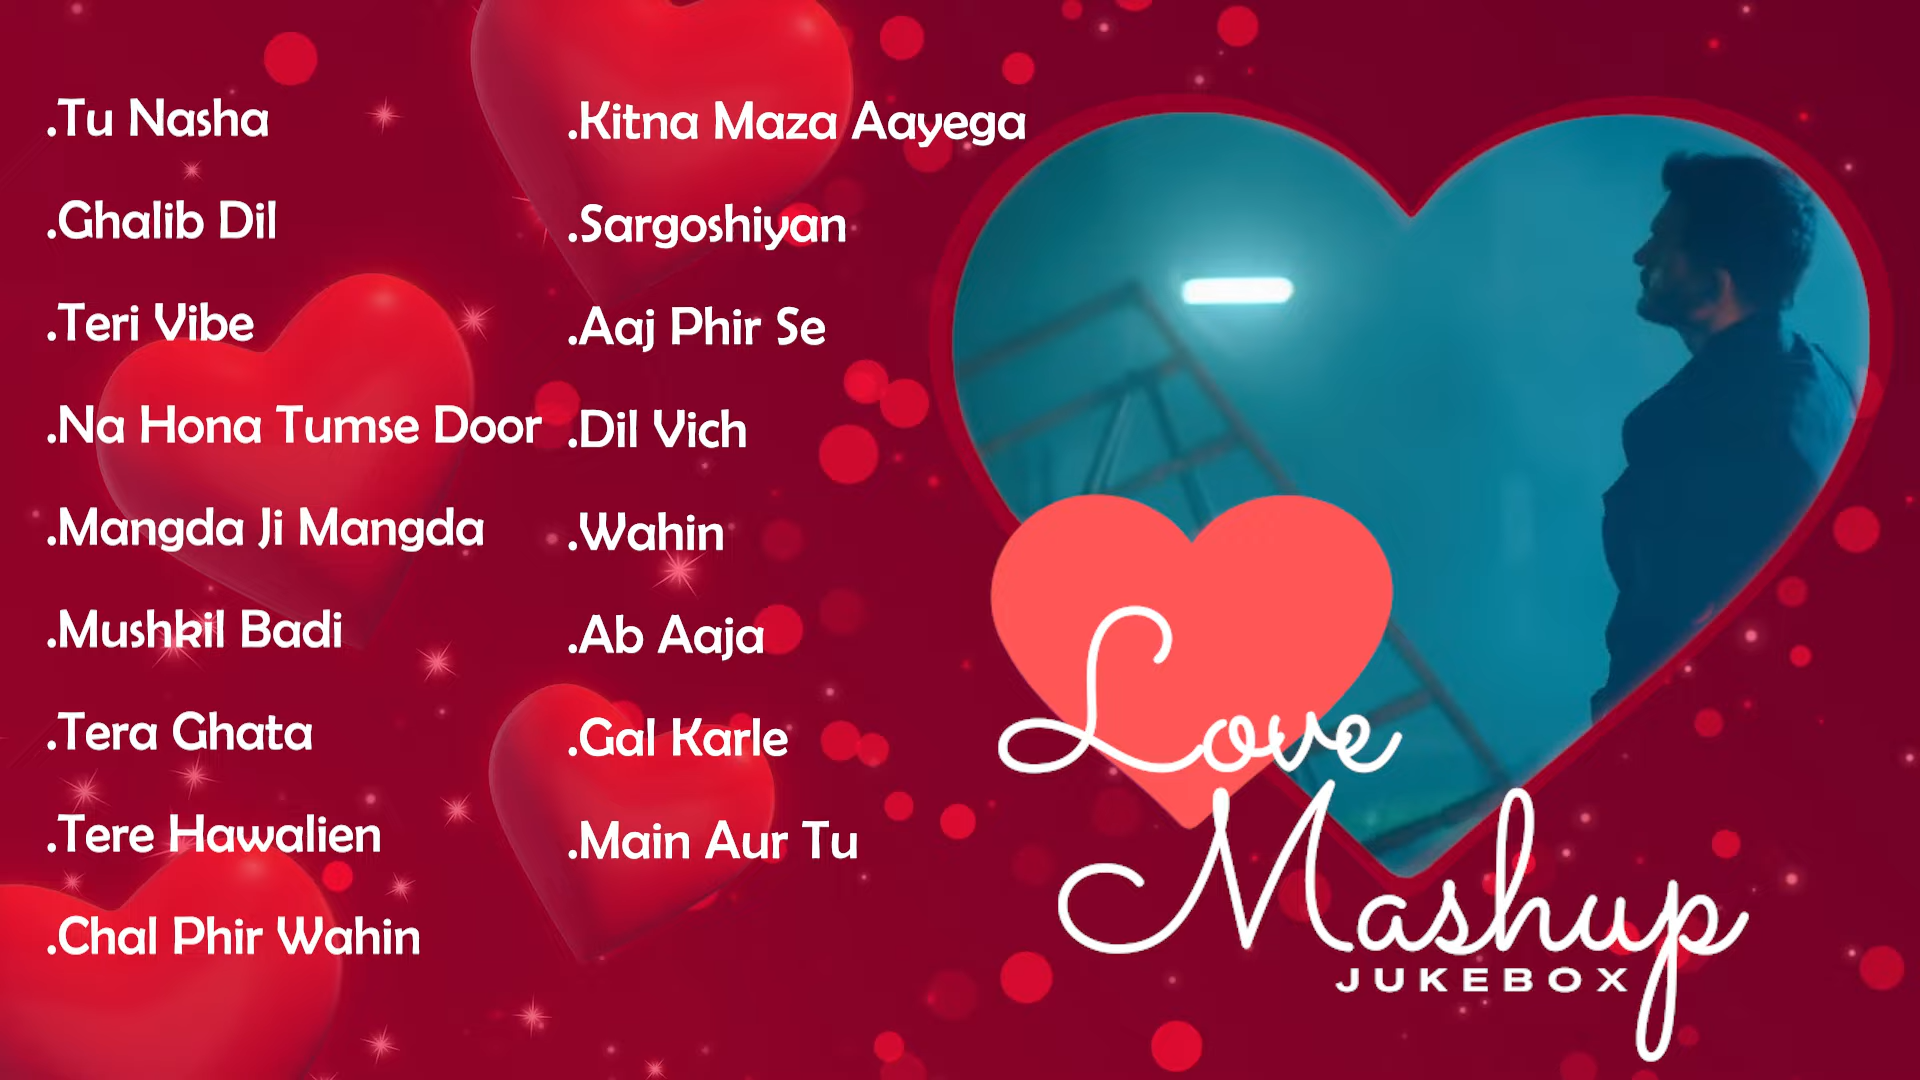 .Tu Nasha
.Ghalib Dil
.Teri Vibe
.Na Hona Tumse Door
.Mangda Ji Mangda
.Mushkil Badi
.Tera Ghata
.Tere Hawalien
.Chal Phir Wahin
.Kitna Maza Aayega
.Sargoshiyan
.Aaj Phir Se
.Dil Vich
.Wahin
.Ab Aaja
.Gal Karle
.Main Aur Tu
Love
Mashup
JUKEBOX